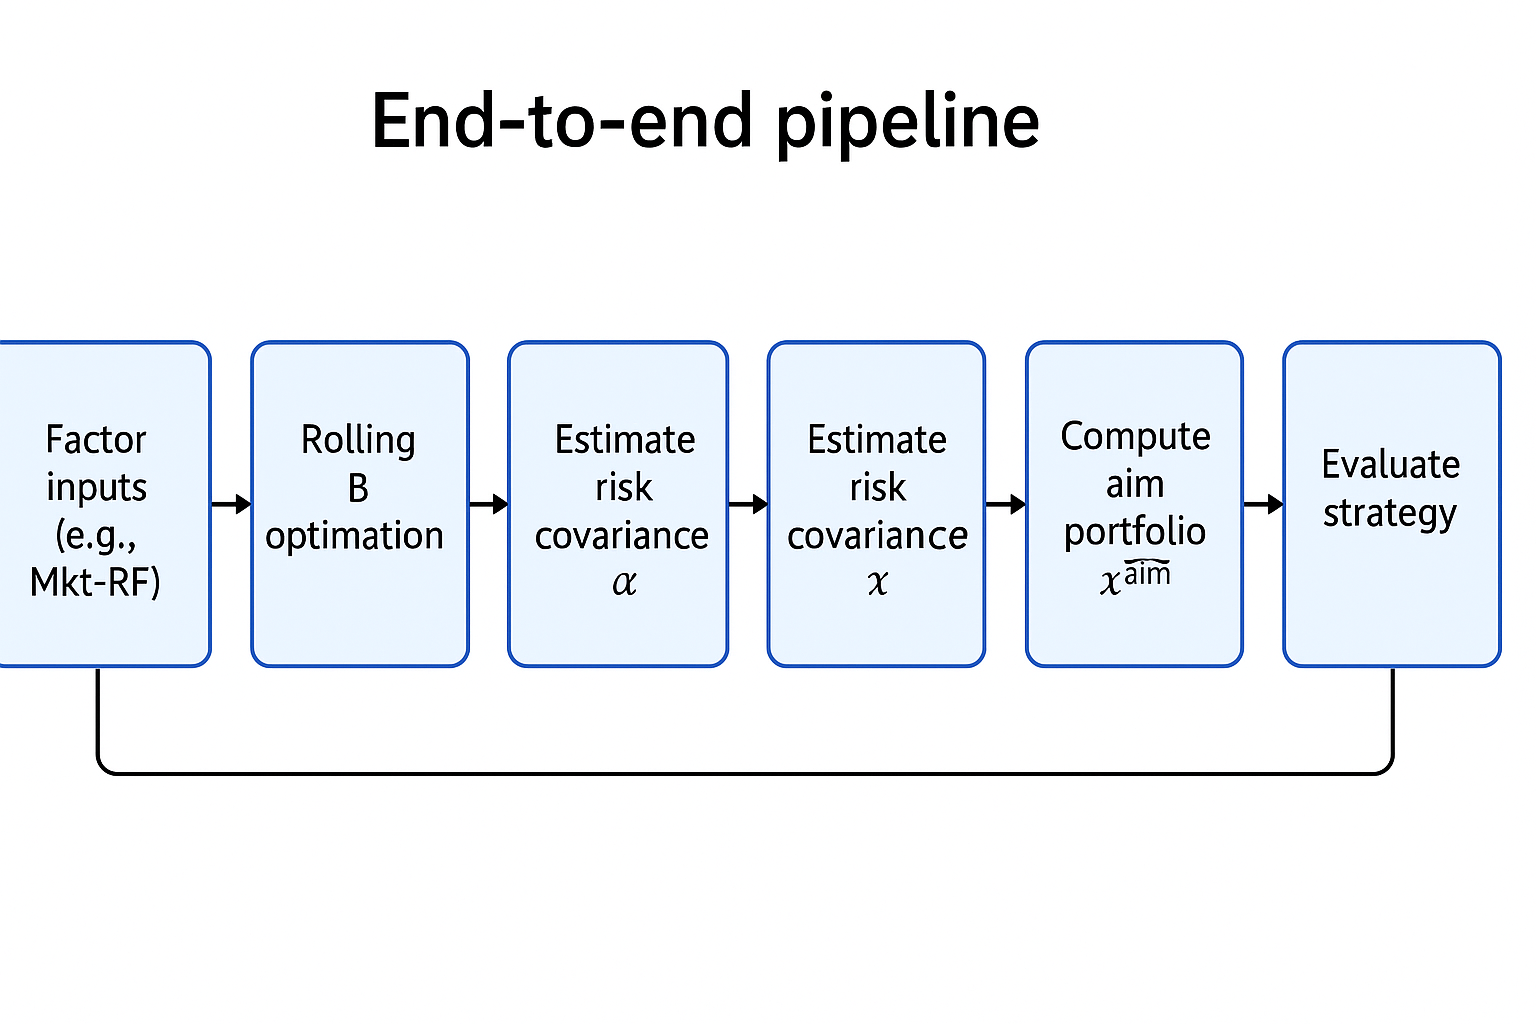 End-to-end pipeline
Factor
inputs
(e.g.,
Mkt-RF)
Rolling
B
optimation
Estimate
risk
covariance
α
Estimate
risk
covariance
x
Compute
aim
portfolio
x^aim
Evaluate
strategy